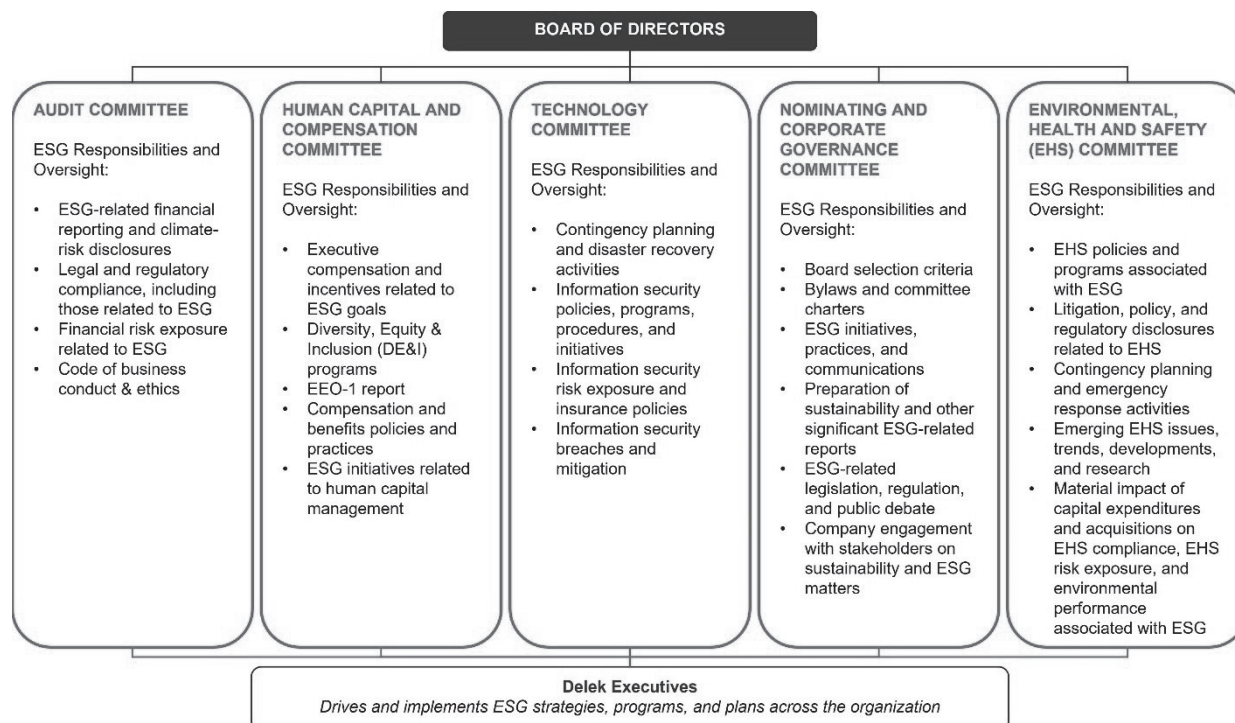 BOARD OF DIRECTORS
AUDIT COMMITTEE
ESG Responsibilities and
Oversight:
• ESG-related financial
reporting and climate-
risk disclosures
• Legal and regulatory
compliance, including
those related to ESG
• Financial risk exposure
related to ESG
• Code of business
conduct & ethics
HUMAN CAPITAL AND
COMPENSATION
COMMITTEE
ESG Responsibilities and
Oversight:
• Executive
compensation and
incentives related to
ESG goals
• Diversity, Equity &
Inclusion (DE&I)
programs
• EEO-1 report
• Compensation and
benefits policies and
practices
• ESG initiatives related
to human capital
management
TECHNOLOGY
COMMITTEE
ESG Responsibilities and
Oversight:
• Contingency planning
and disaster recovery
activities
• Information security
policies, programs,
procedures, and
initiatives
• Information security
risk exposure and
insurance policies
• Information security
breaches and
mitigation
NOMINATING AND
CORPORATE
GOVERNANCE
COMMITTEE
ESG Responsibilities and
Oversight:
• Board selection criteria
• Bylaws and committee
charters
• ESG initiatives,
practices, and
communications
• Preparation of
sustainability and other
significant ESG-related
reports
• ESG-related
legislation, regulation,
and public debate
• Company engagement
with stakeholders on
sustainability and ESG
matters
ENVIRONMENTAL,
HEALTH AND SAFETY
(EHS) COMMITTEE
ESG Responsibilities and
Oversight:
• EHS policies and
programs associated
with ESG
• Litigation, policy, and
regulatory disclosures
related to EHS
• Contingency planning
and emergency
response activities
• Emerging EHS issues,
trends, developments,
and research
• Material impact of
capital expenditures
and acquisitions on
EHS compliance, EHS
risk exposure, and
environmental
performance
associated with ESG
Delek Executives
Drives and implements ESG strategies, programs, and plans across the organization